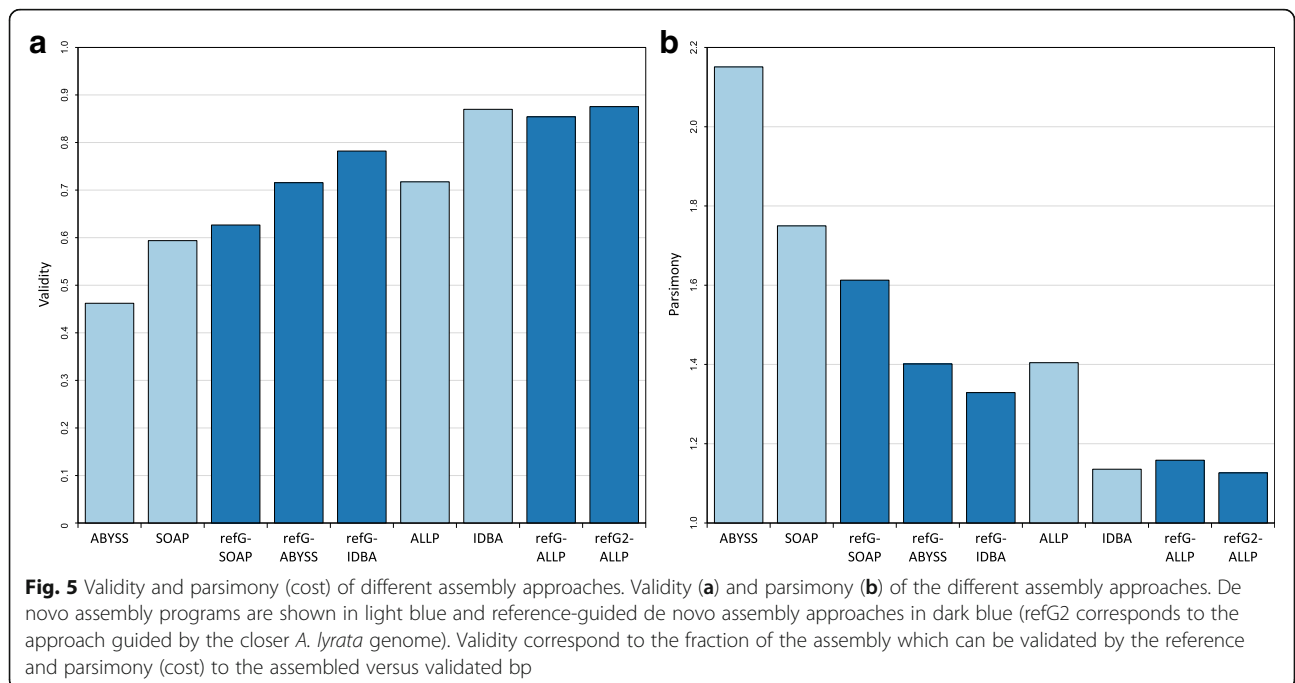 a
1.0
0.9
0.8
0.7
0.6
0.5
0.4
0.3
0.2
0.1
0
Validity
ABYSS
SOAP
refG-
SOAP
refG-
ABYSS
refG-
IDBA
ALLP
IDBA
refG-
ALLP
refG2-
ALLP
b
2.2
2.0
1.8
1.6
1.4
1.2
1.0
Parsimony
ABYSS
SOAP
refG-
SOAP
refG-
ABYSS
refG-
IDBA
ALLP
IDBA
refG-
ALLP
refG2-
ALLP
Fig. 5 Validity and parsimony (cost) of different assembly approaches. Validity (a) and parsimony (b) of the different assembly approaches. De
novo assembly programs are shown in light blue and reference-guided de novo assembly approaches in dark blue (refG2 corresponds to the
approach guided by the closer A. lyrata genome). Validity correspond to the fraction of the assembly which can be validated by the reference
and parsimony (cost) to the assembled versus validated bp